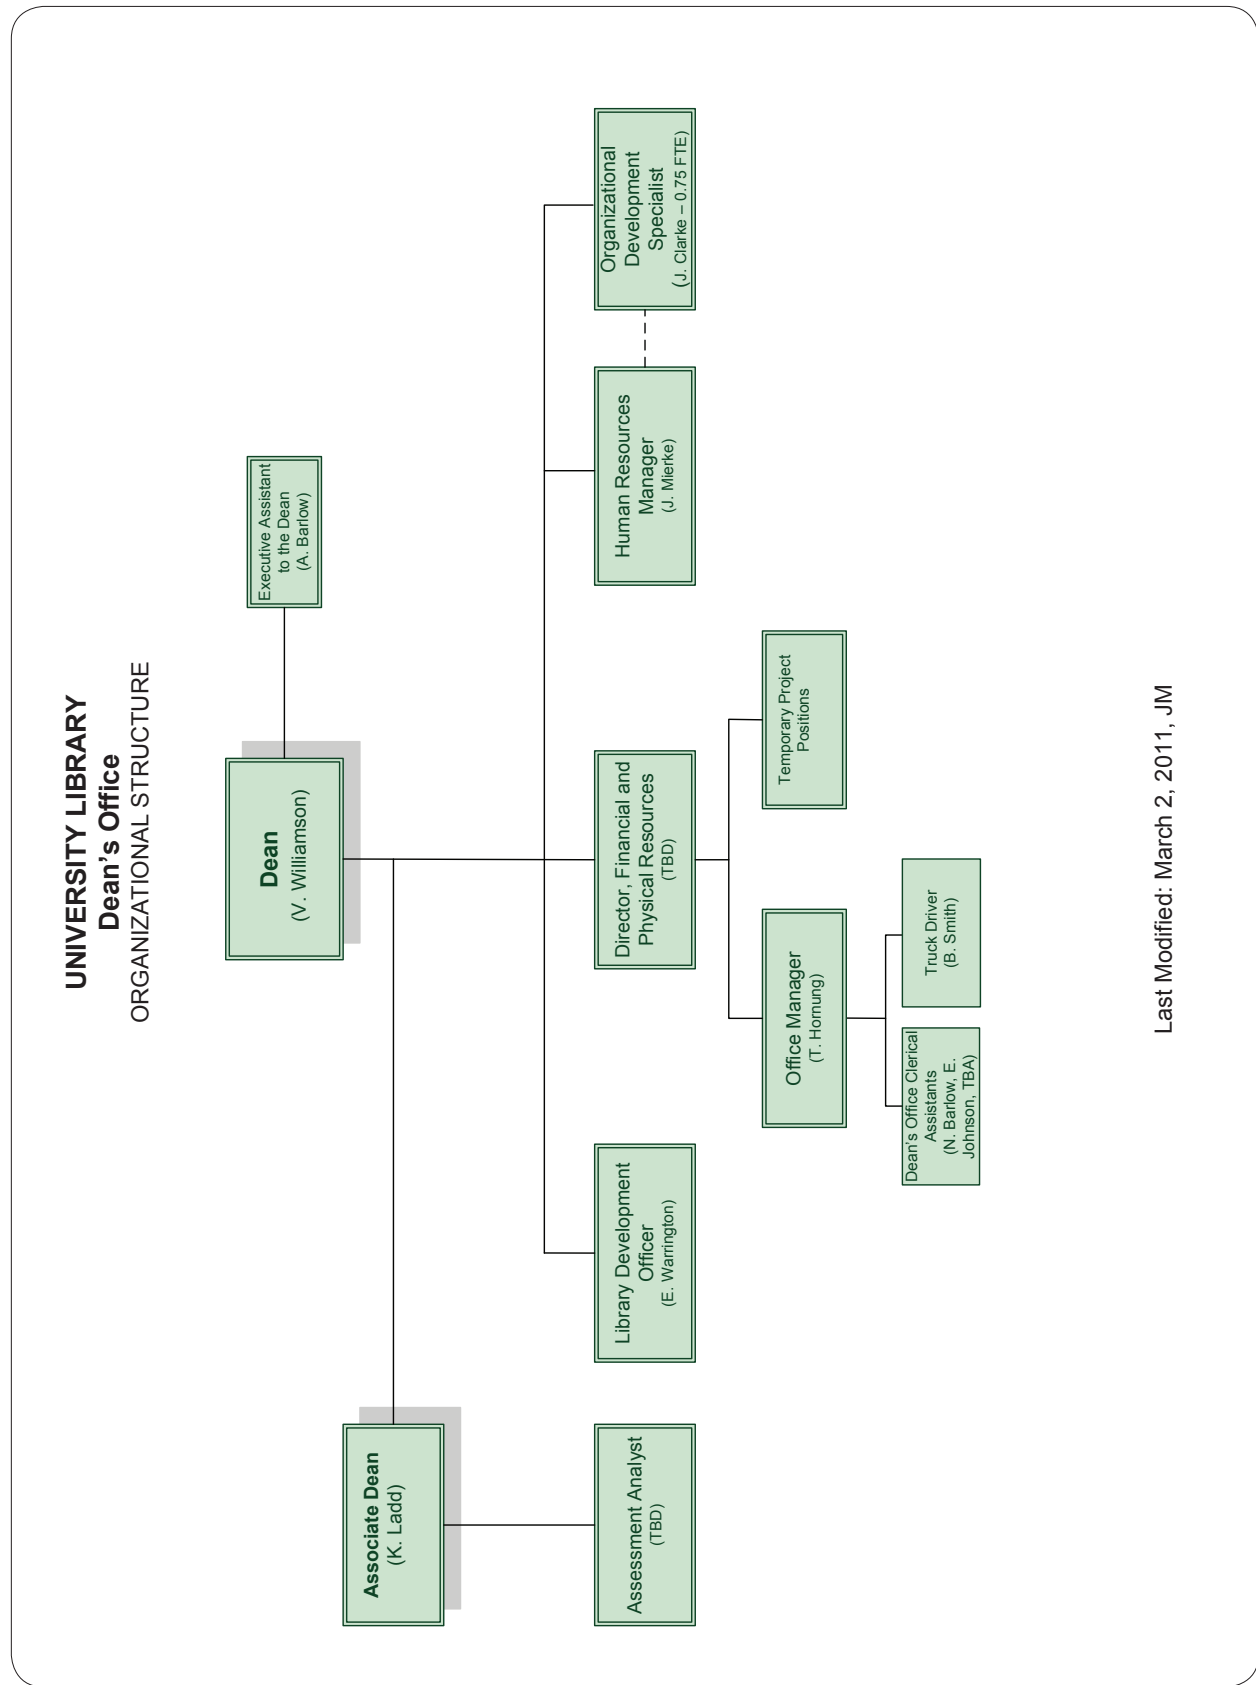 UNIVERSITY LIBRARY
Dean's Office
ORGANIZATIONAL STRUCTURE
Dean
(V. Williamson)
Executive Assistant
to the Dean
(A. Barlow)
Associate Dean
(K. Ladd)
Assessment Analyst
(TBD)
Library Development
Officer
(E. Warrington)
Director, Financial and
Physical Resources
(TBD)
Human Resources
Manager
(J. Mierke)
Organizational
Development
Specialist
(J. Clarke – 0.75 FTE)
Office Manager
(T. Hornung)
Temporary Project
Positions
Dean's Office Clerical
Assistants
(N. Barlow, E.
Johnson, TBA)
Truck Driver
(B. Smith)
Last Modified: March 2, 2011, JM